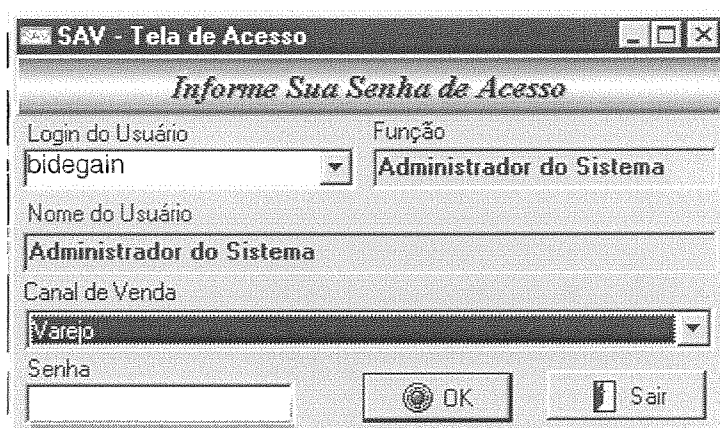 SAV - Tela de Acesso
Informe Sua Senha de Acesso
Login do Usuário Função
bidegain Administrador do Sistema
Nome do Usuário
Administrador do Sistema
Canal de Venda
Varejo
Senha
OK Sair